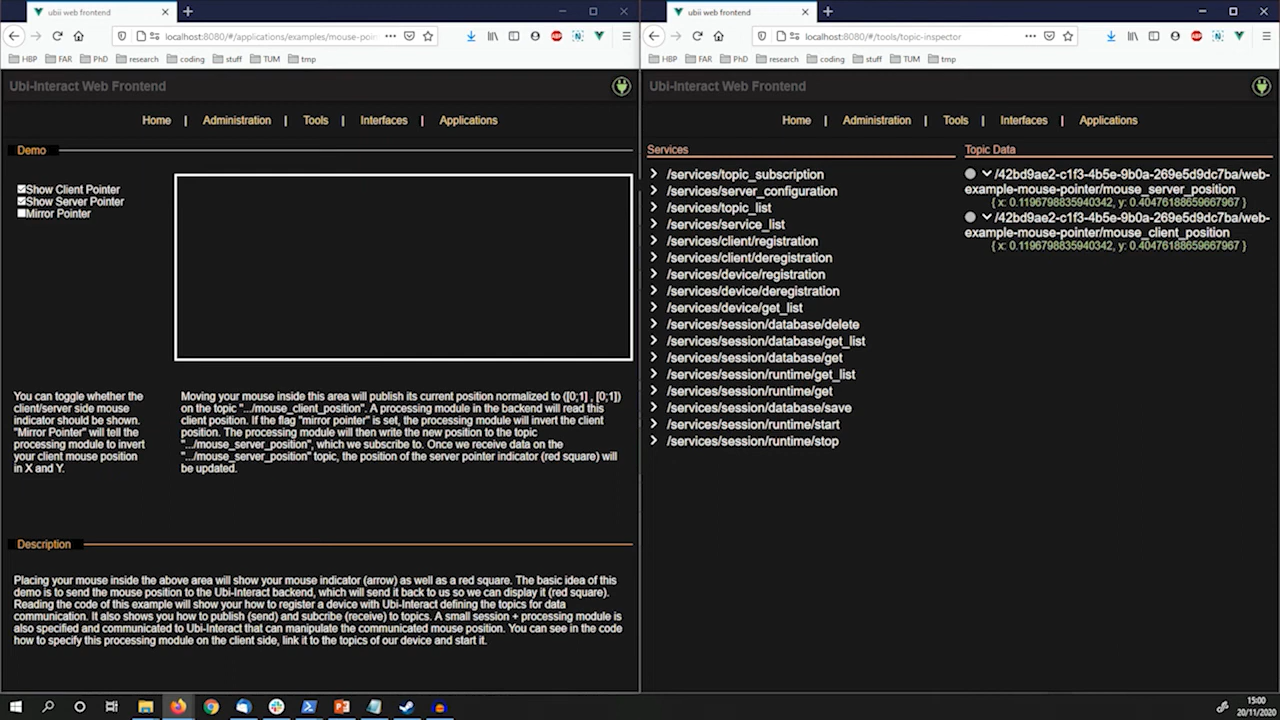 ubii web frontend
localhost:8080/#/applications/examples/mouse-poin
HBP FAR PhD research coding stuff TUM tmp
Ubi-Interact Web Frontend
Home | Administration | Tools | Interfaces | Applications
Demo
Show Client Pointer
Show Server Pointer
Mirror Pointer
You can toggle whether the
client/server side mouse
indicator should be shown.
"Mirror Pointer" will tell the
processing module to invert
your client mouse position
in X and Y.
Moving your mouse inside this area will publish its current position normalized to ([0;1] , [0;1])
on the topic ".../mouse_client_position". A processing module in the backend will read this
client position. If the flag "mirror pointer" is set, the processing module will invert the client
position. The processing module will then write the new position to the topic
".../mouse_server_position", which we subscribe to. Once we receive data on the
".../mouse_server_position" topic, the position of the server pointer indicator (red square) will
be updated.
Description
Placing your mouse inside the above area will show your mouse indicator (arrow) as well as a red square. The basic idea of this
demo is to send the mouse position to the Ubi-Interact backend, which will send it back to us so we can display it (red square).
Reading the code of this example will show your how to register a device with Ubi-Interact defining the topics for data
communication. It also shows you how to publish (send) and subcribe (receive) to topics. A small session + processing module is
also specified and communicated to Ubi-Interact that can manipulate the communicated mouse position. You can see in the code
how to specify this processing module on the client side, link it to the topics of our device and start it.
ubii web frontend
localhost:8080/#/tools/topic-inspector
HBP FAR PhD research coding stuff TUM tmp
Ubi-Interact Web Frontend
Home | Administration | Tools | Interfaces | Applications
Services
/services/topic_subscription
/services/server_configuration
/services/topic_list
/services/service_list
/services/client/registration
/services/client/deregistration
/services/device/registration
/services/device/deregistration
/services/device/get_list
/services/session/database/delete
/services/session/database/get_list
/services/session/database/get
/services/session/runtime/get_list
/services/session/runtime/get
/services/session/database/save
/services/session/runtime/start
/services/session/runtime/stop
Topic Data
/42bd9ae2-c1f3-4b5e-9b0a-269e5d9dc7ba/web-
example-mouse-pointer/mouse_server_position
{ x: 0.1196798835940342, y: 0.40476188659667967 }
/42bd9ae2-c1f3-4b5e-9b0a-269e5d9dc7ba/web-
example-mouse-pointer/mouse_client_position
{ x: 0.1196798835940342, y: 0.40476188659667967 }
15:00
20/11/2020